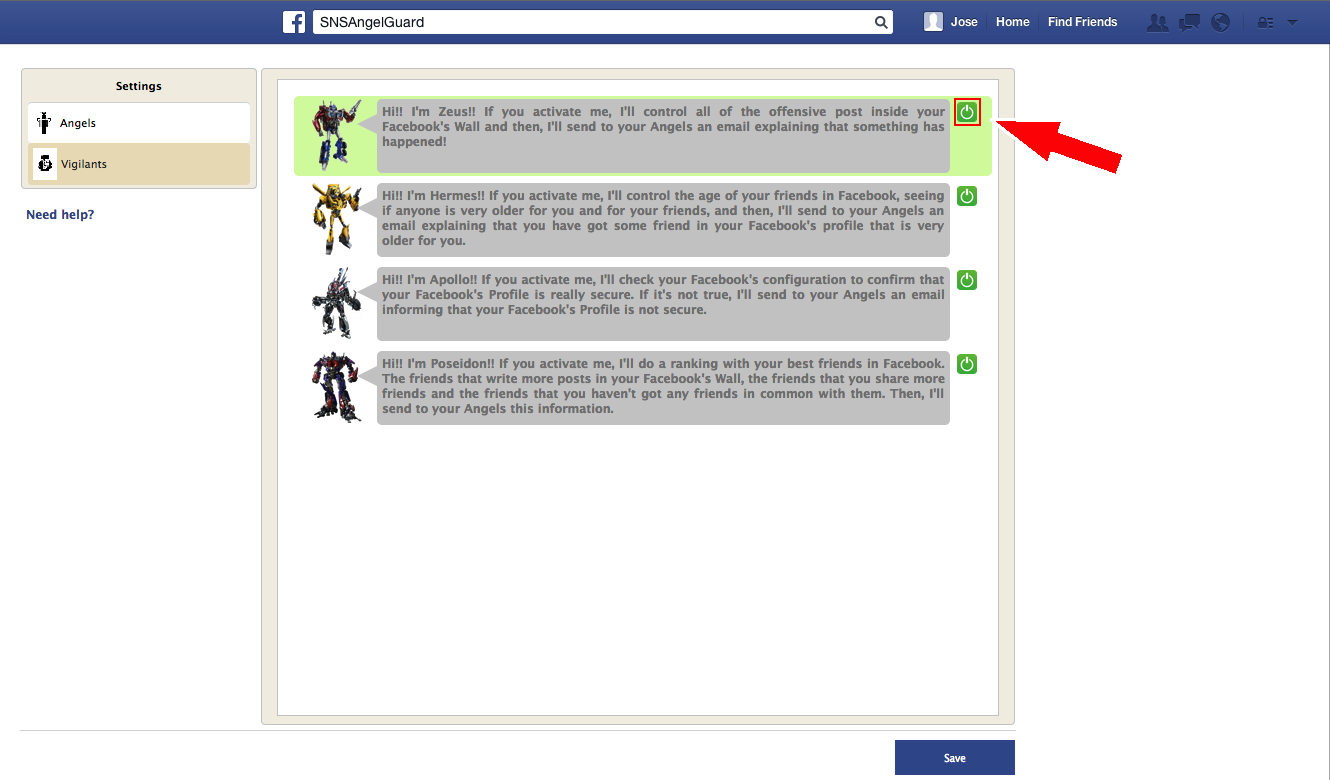 SNSAngelGuard
Jose Home Find Friends
Settings
Angels
Vigilants
Need help?
Hi!! I'm Zeus!! If you activate me, I'll control all of the offensive post inside your
Facebook's Wall and then, I'll send to your Angels an email explaining that something has
happened!
Hi!! I'm Hermes!! If you activate me, I'll control the age of your friends in Facebook, seeing
if anyone is very older for you and for your friends, and then, I'll send to your Angels an
email explaining that you have got some friend in your Facebook's profile that is very
older for you.
Hi!! I'm Apollo!! If you activate me, I'll check your Facebook's configuration to confirm that
your Facebook's Profile is really secure. If it's not true, I'll send to your Angels an email
informing that your Facebook's Profile is not secure.
Hi!! I'm Poseidon!! If you activate me, I'll do a ranking with your best friends in Facebook.
The friends that write more posts in your Facebook's Wall, the friends that you share more
friends and the friends that you haven't got any friends in common with them. Then, I'll
send to your Angels this information.
Save